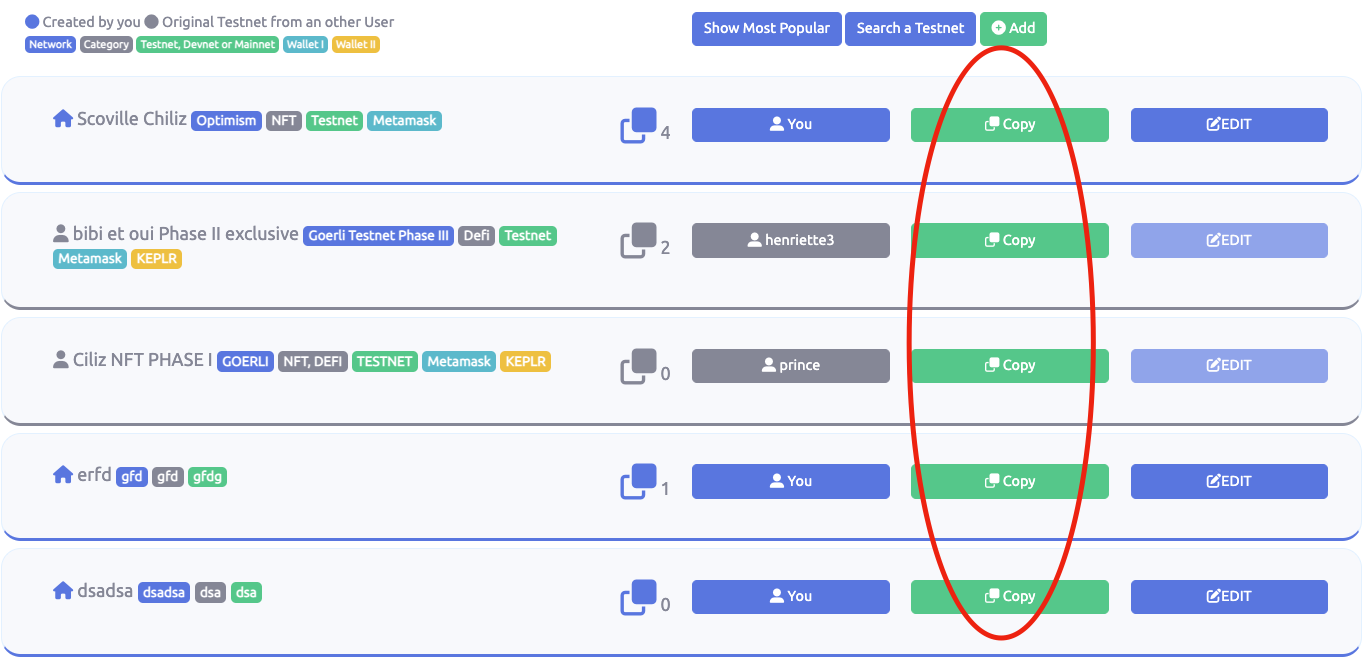 Created by you Original Testnet from an other User
Network Category Testnet, Devnet or Mainnet Wallet I Wallet II
Show Most Popular Search a Testnet Add
Scoville Chiliz Optimism NFT Testnet Metamask
4 You Copy EDIT
bibi et oui Phase II exclusive Goerli Testnet Phase III Defi Testnet
Metamask KEPLR
2 henriette3 Copy EDIT
Ciliz NFT PHASE I GOERLI NFT, DEFI TESTNET Metamask KEPLR
0 prince Copy EDIT
erfd gfd gfd gfdg
1 You Copy EDIT
dsadsa dsadsa dsa dsa
0 You Copy EDIT